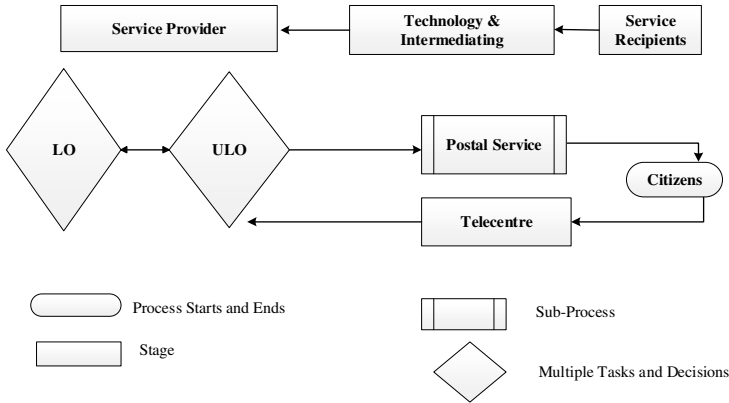 Service Provider
Technology &
Intermediating
Service
Recipients
LO
ULO
Postal Service
Citizens
Telecentre
Process Starts and Ends
Sub-Process
Stage
Multiple Tasks and Decisions